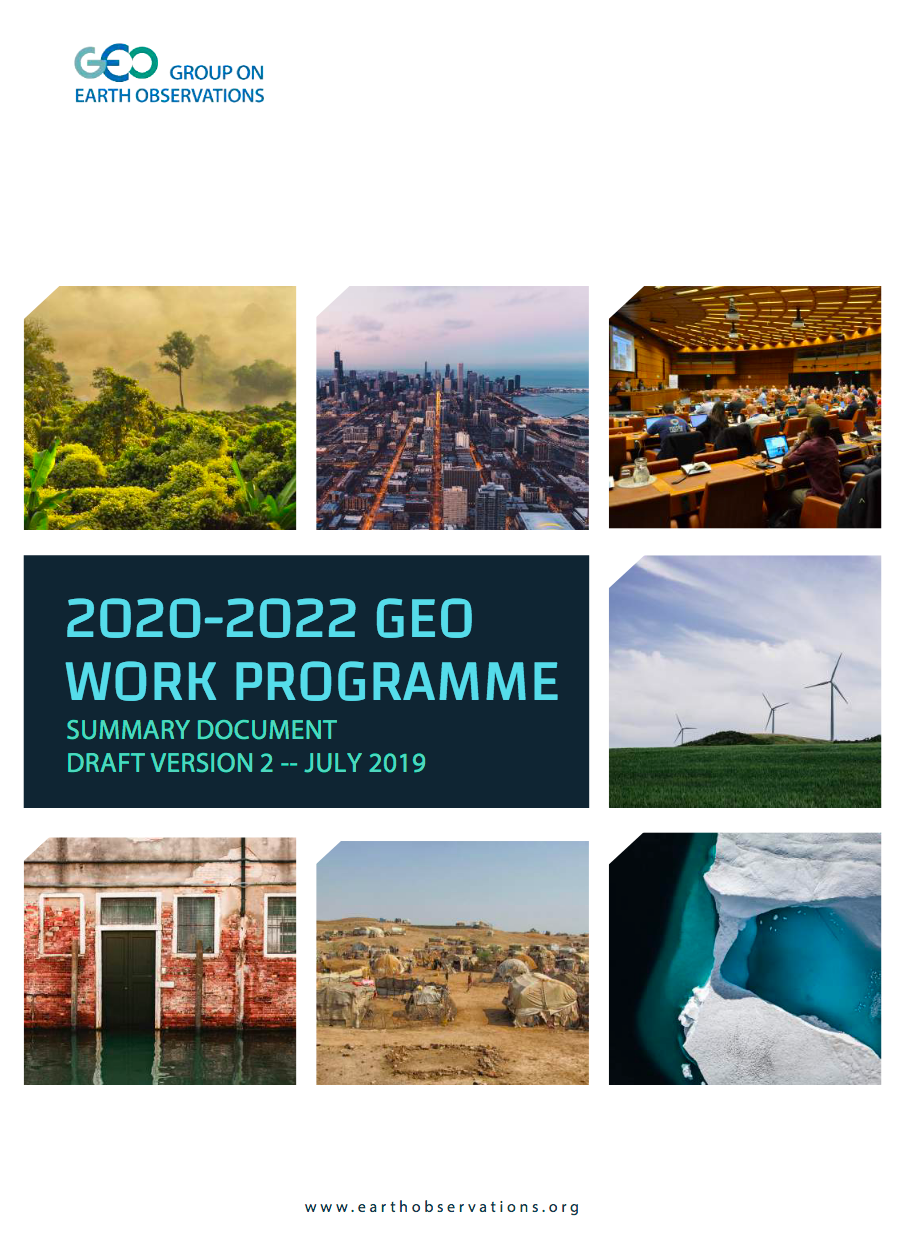 GEO GROUP ON
EARTH OBSERVATIONS
2020-2022 GEO
WORK PROGRAMME
SUMMARY DOCUMENT
DRAFT VERSION 2 -- JULY 2019
www.earthobservations.org